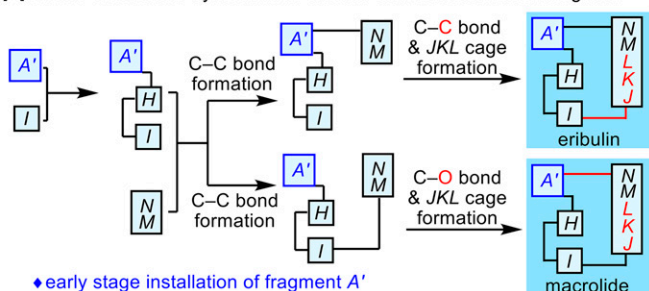 A'
I
A'
H
I
N
M
C–C bond
formation
C–C bond
formation
A'
N
M
H
I
A'
N
M
H
I
C–C bond
& JKL cage
formation
C–O bond
& JKL cage
formation
A'
N
M
L
K
J
H
I
eribulin
A'
N
M
L
K
J
H
I
macrolide
♦early stage installation of fragment A'